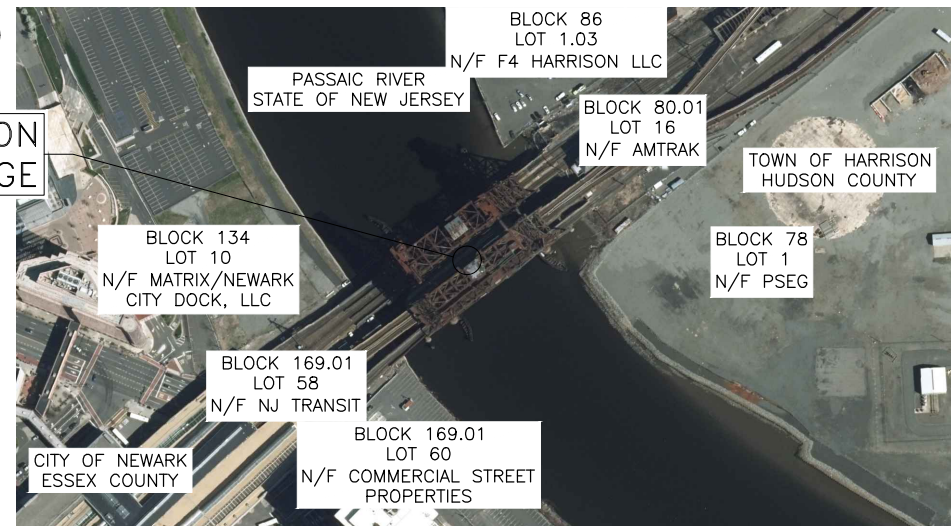 BLOCK 86
LOT 1.03
N/F F4 HARRISON LLC
PASSAIC RIVER
STATE OF NEW JERSEY
BLOCK 80.01
LOT 16
N/F AMTRAK
TOWN OF HARRISON
HUDSON COUNTY
BLOCK 134
LOT 10
N/F MATRIX/NEWARK
CITY DOCK, LLC
BLOCK 78
LOT 1
N/F PSEG
BLOCK 169.01
LOT 58
N/F NJ TRANSIT
BLOCK 169.01
LOT 60
N/F COMMERCIAL STREET
PROPERTIES
CITY OF NEWARK
ESSEX COUNTY